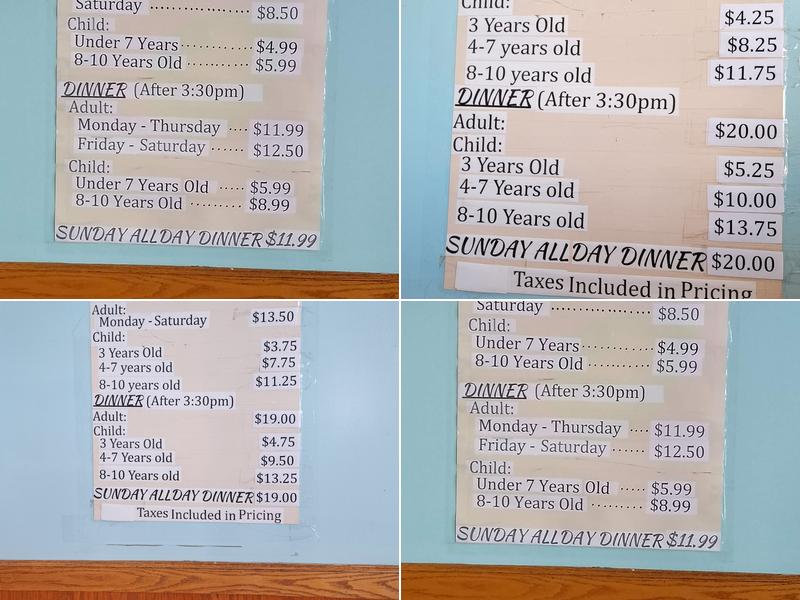 Saturday .................... $8.50
Child:
Under 7 Years ........... $4.99
8-10 Years Old ......... $5.99
DINNER (After 3:30pm)
Adult:
Monday - Thursday .... $11.99
Friday - Saturday ...... $12.50
Child:
Under 7 Years Old ..... $5.99
8-10 Years Old ......... $8.99
SUNDAY ALL DAY DINNER $11.99
Child:
3 Years Old $4.25
4-7 years old $8.25
8-10 years old $11.75
DINNER (After 3:30pm)
Adult: $20.00
Child:
3 Years Old $5.25
4-7 Years Old $10.00
8-10 Years old $13.75
SUNDAY ALL DAY DINNER $20.00
Taxes Included in Pricing
Adult:
Monday - Saturday $13.50
Child:
3 Years Old $3.75
4-7 years old $7.75
8-10 years old $11.25
DINNER (After 3:30pm)
Adult: $19.00
Child:
3 Years Old $4.75
4-7 Years old $9.50
8-10 Years old $13.25
SUNDAY ALL DAY DINNER $19.00
Taxes Included in Pricing
Saturday .................... $8.50
Child:
Under 7 Years ........... $4.99
8-10 Years Old ......... $5.99
DINNER (After 3:30pm)
Adult:
Monday - Thursday .... $11.99
Friday - Saturday ...... $12.50
Child:
Under 7 Years Old ..... $5.99
8-10 Years Old ......... $8.99
SUNDAY ALL DAY DINNER $11.99